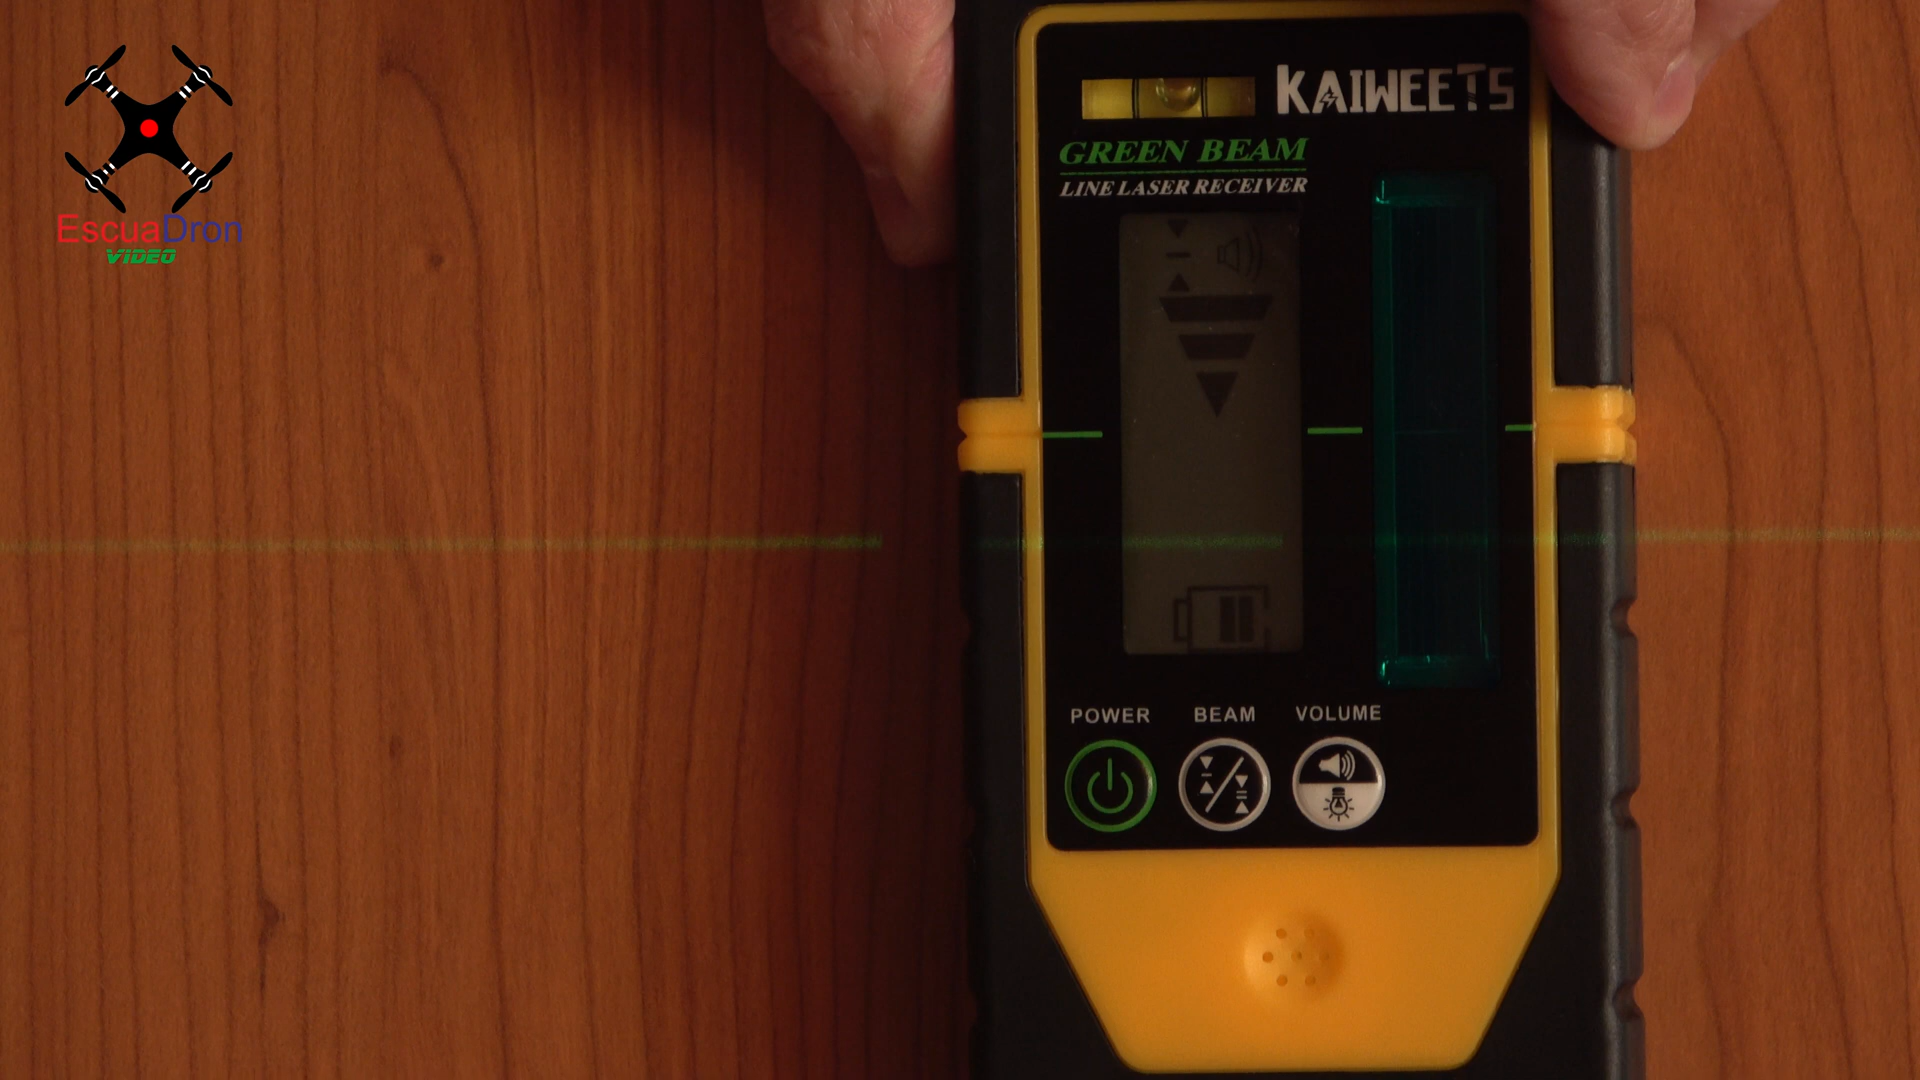 EscuaDron
VIDEO
KAIWEETS
GREEN BEAM
LINE LASER RECEIVER
POWER BEAM VOLUME